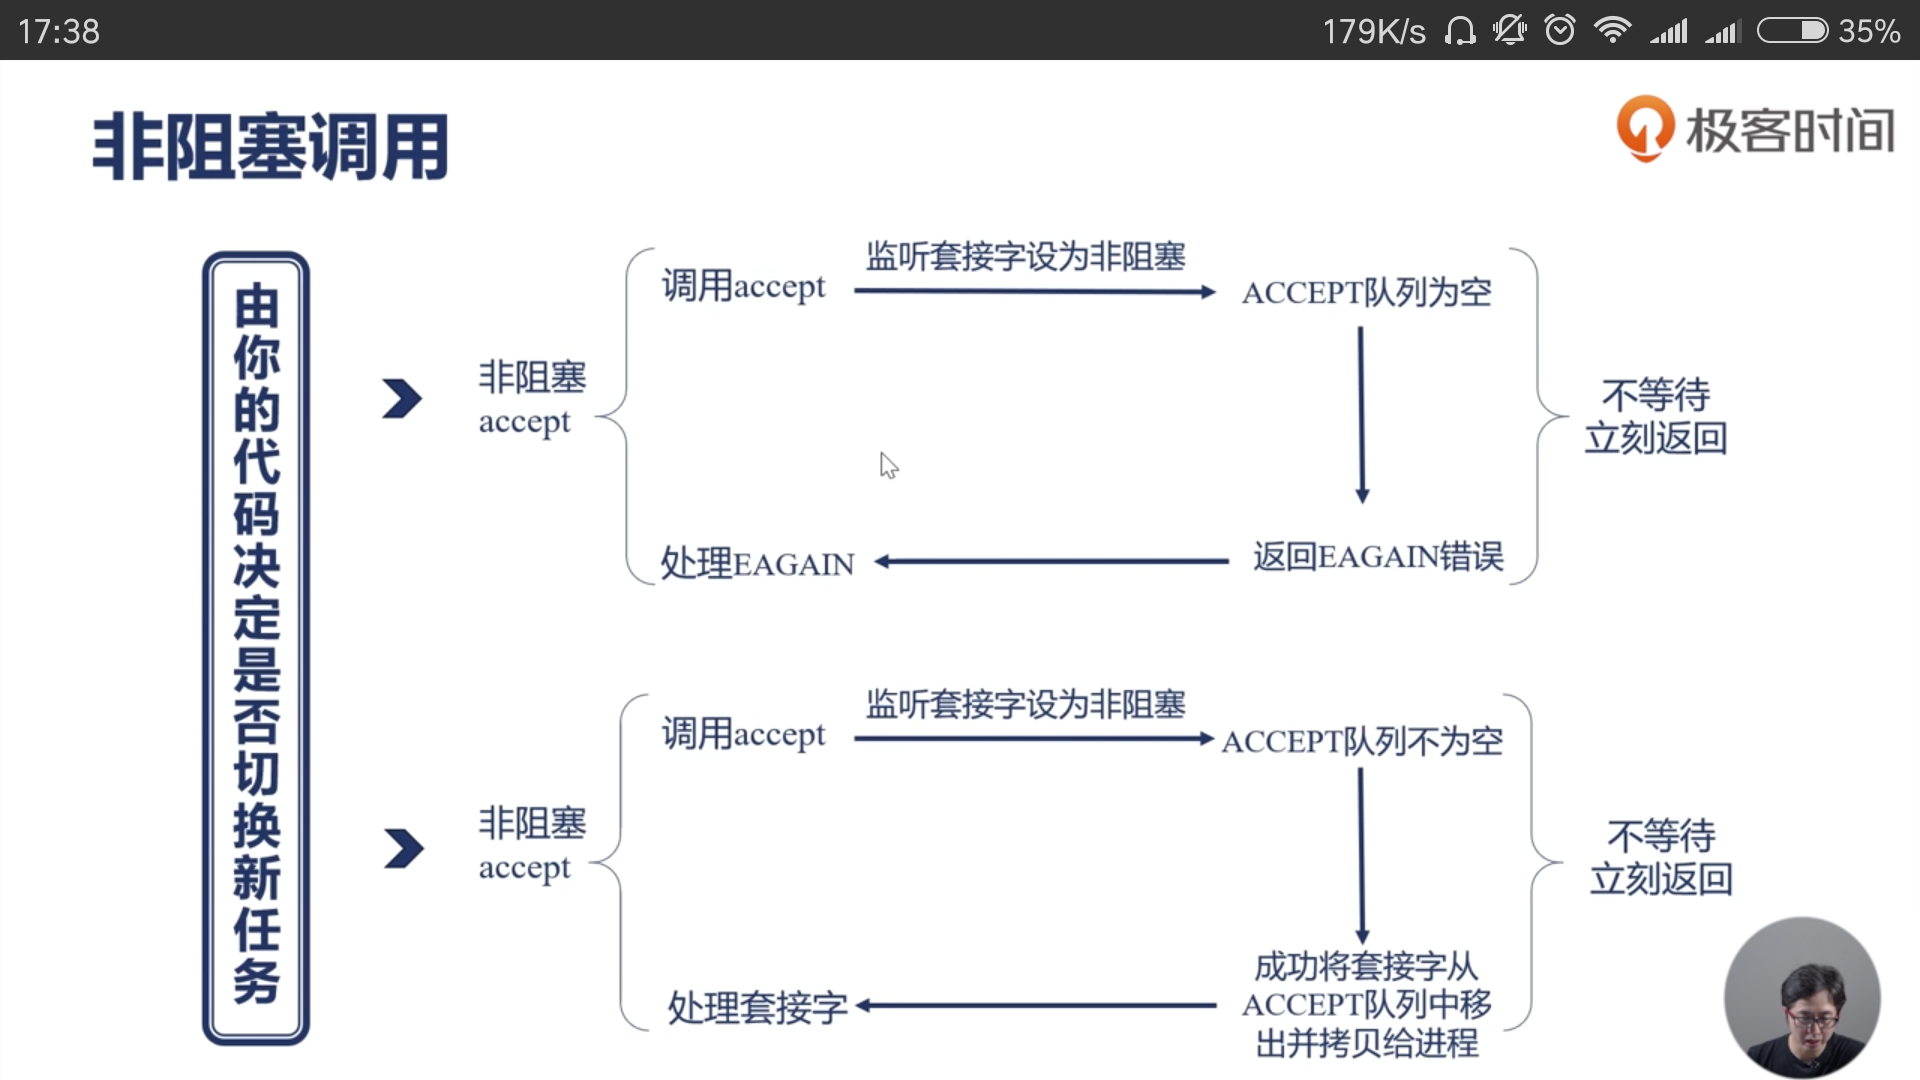 17:38
179K/s
35%
非阻塞调用
极客时间
由你的代码决定是否切换新任务
非阻塞
accept
调用accept
监听套接字设为非阻塞
ACCEPT队列为空
返回EAGAIN错误
处理EAGAIN
不等待
立刻返回
非阻塞
accept
调用accept
监听套接字设为非阻塞
ACCEPT队列不为空
成功将套接字从
ACCEPT队列中移
出并拷贝给进程
处理套接字
不等待
立刻返回